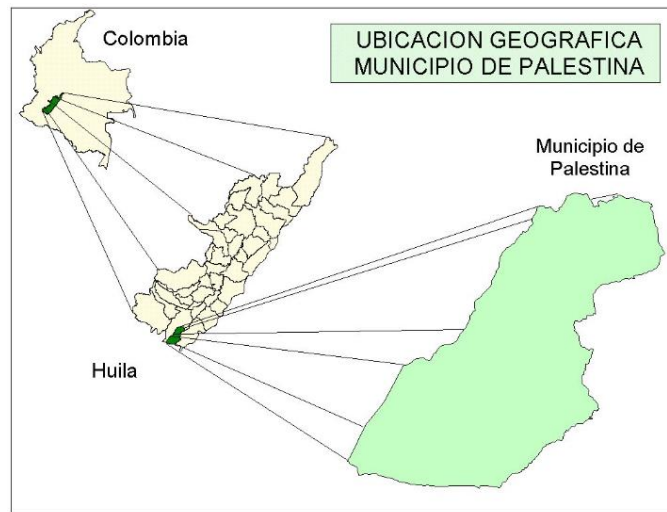 Colombia
UBICACION GEOGRAFICA
MUNICIPIO DE PALESTINA
Municipio de
Palestina
Huila